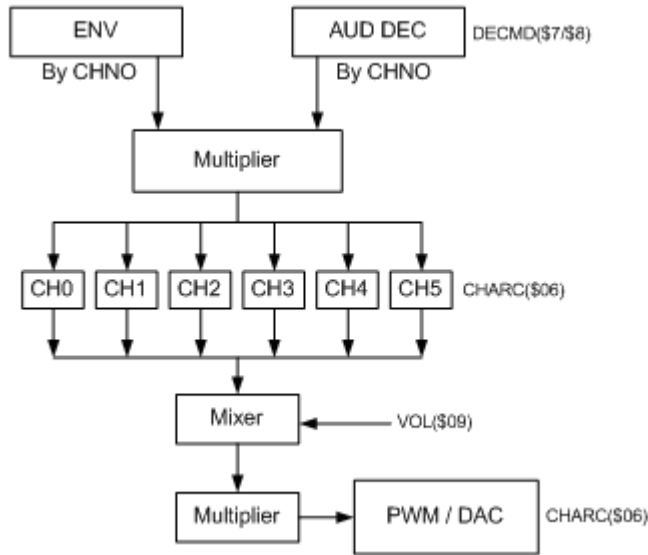 ENV
AUD DEC
DECMD($7/$8)
By CHNO
By CHNO
Multiplier
CH0
CH1
CH2
CH3
CH4
CH5
CHARC($06)
Mixer
VOL($09)
Multiplier
PWM / DAC
CHARC($06)